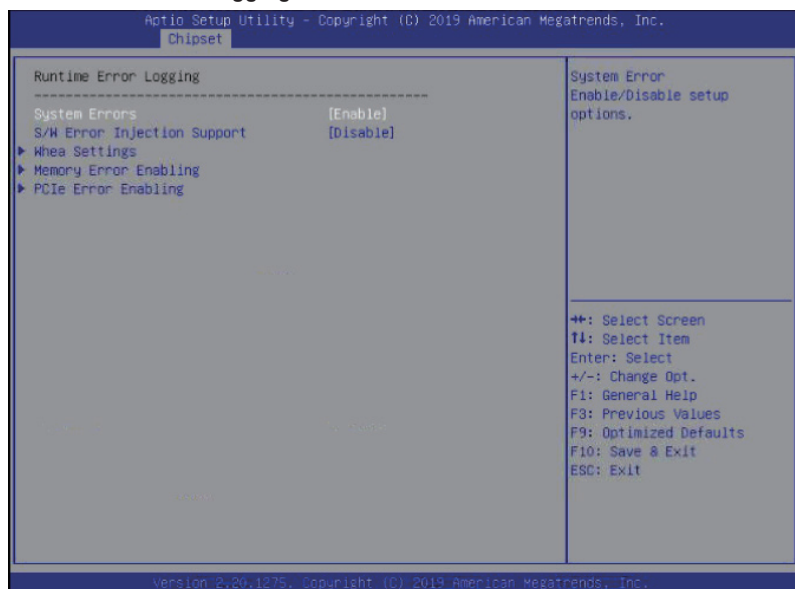 Aptio Setup Utility - Copyright (C) 2019 American Megatrends, Inc.
Chipset
Runtime Error Logging
------------------------------------------------
System Errors [Enable]
S/W Error Injection Support [Disable]
Whea Settings
Memory Error Enabling
PCIe Error Enabling
System Error
Enable/Disable setup
options.
→←: Select Screen
↑↓: Select Item
Enter: Select
+/-: Change Opt.
F1: General Help
F3: Previous Values
F9: Optimized Defaults
F10: Save & Exit
ESC: Exit
Version 2.20.1275. Copyright (C) 2019 American Megatrends, Inc.